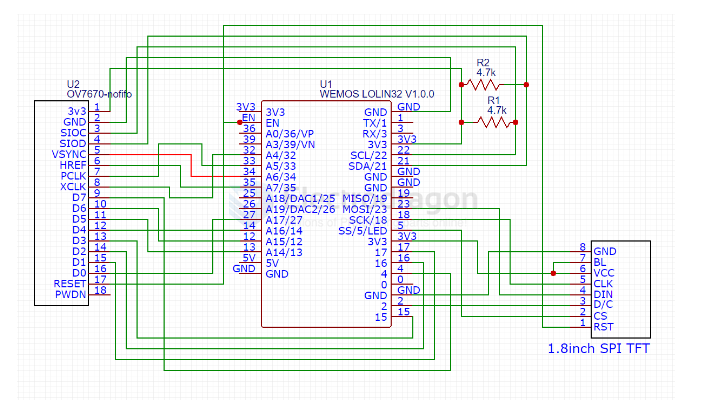 U2
OV7670-nofifo
3v3 1
GND 2
SIOC 3
SIOD 4
VSYNC 5
HREF 6
PCLK 7
XCLK 8
D7 9
D6 10
D5 11
D4 12
D3 13
D2 14
D1 15
D0 16
RESET 17
PWDN 18
U1
WEMOS LOLIN32 V1.0.0
3V3 3V3
EN EN
36 A0/36/VP
39 A3/39/VN
32 A4/32
33 A5/33
34 A6/34
35 A7/35
25 A18/DAC1/25
26 A19/DAC2/26
27 A17/27
14 A16/14
12 A15/12
13 A14/13
5V 5V
GND GND
GND GND
TX/1 1
RX/3 3
3V3 3V3
SCL/22 22
SDA/21 21
GND GND
GND GND
MISO/19 19
MOSI/23 23
SCK/18 18
SS/5/LED 5
3V3 3V3
17 17
16 16
4 4
0 0
GND GND
2 2
15 15
R2
4.7k
R1
4.7k
8 GND
7 BL
6 VCC
5 CLK
4 DIN
3 D/C
2 CS
1 RST
1.8inch SPI TFT